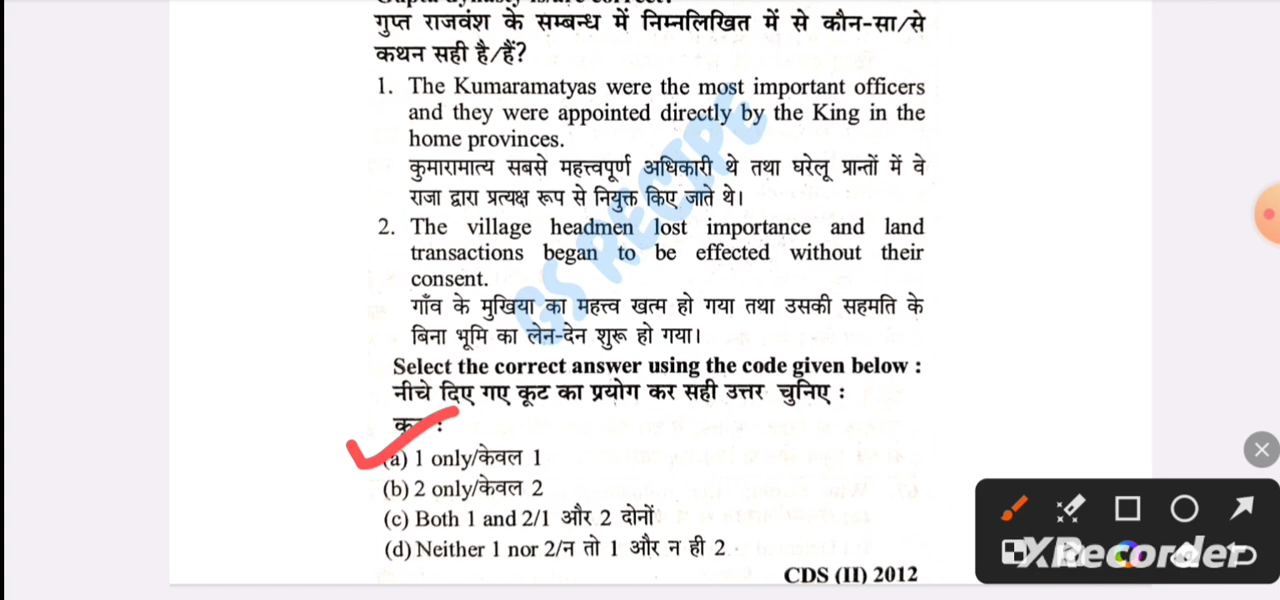 गुप्त राजवंश के सम्बन्ध में निम्नलिखित में से कौन-सा/से
कथन सही है/हैं?
1. The Kumaramatyas were the most important officers
and they were appointed directly by the King in the
home provinces.
कुमारामात्य सबसे महत्त्वपूर्ण अधिकारी थे तथा घरेलू प्रान्तों में वे
राजा द्वारा प्रत्यक्ष रूप से नियुक्त किए जाते थे।
2. The village headmen lost importance and land
transactions began to be effected without their
consent.
गाँव के मुखिया का महत्त्व खत्म हो गया तथा उसकी सहमति के
बिना भूमि का लेन-देन शुरू हो गया।
GS RECIPE
Select the correct answer using the code given below :
नीचे दिए गए कूट का प्रयोग कर सही उत्तर चुनिए :
(a) 1 only/केवल 1
(b) 2 only/केवल 2
(c) Both 1 and 2/1 और 2 दोनों
(d) Neither 1 nor 2/न तो 1 और न ही 2
CDS (II) 2012
XRecorder